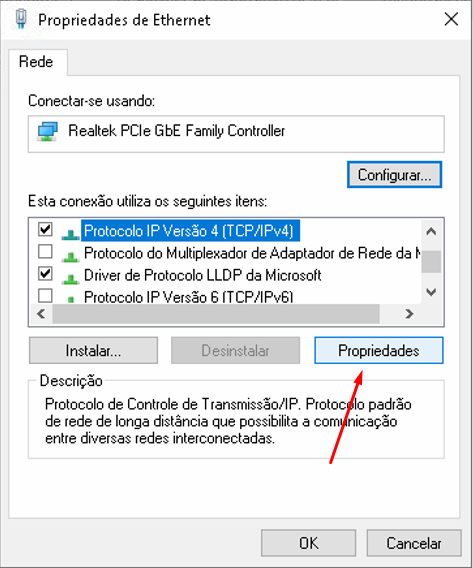 Propriedades de Ethernet
Rede
Conectar-se usando:
Realtek PCIe GbE Family Controller
Configurar...
Esta conexão utiliza os seguintes itens:
Protocolo IP Versão 4 (TCP/IPv4)
Protocolo do Multiplexador de Adaptador de Rede da M
Driver de Protocolo LLDP da Microsoft
Protocolo IP Versão 6 (TCP/IPv6)
Instalar...
Desinstalar
Propriedades
Descrição
Protocolo de Controle de Transmissão/IP. Protocolo padrão
de rede de longa distância que possibilita a comunicação
entre diversas redes interconectadas.
OK
Cancelar